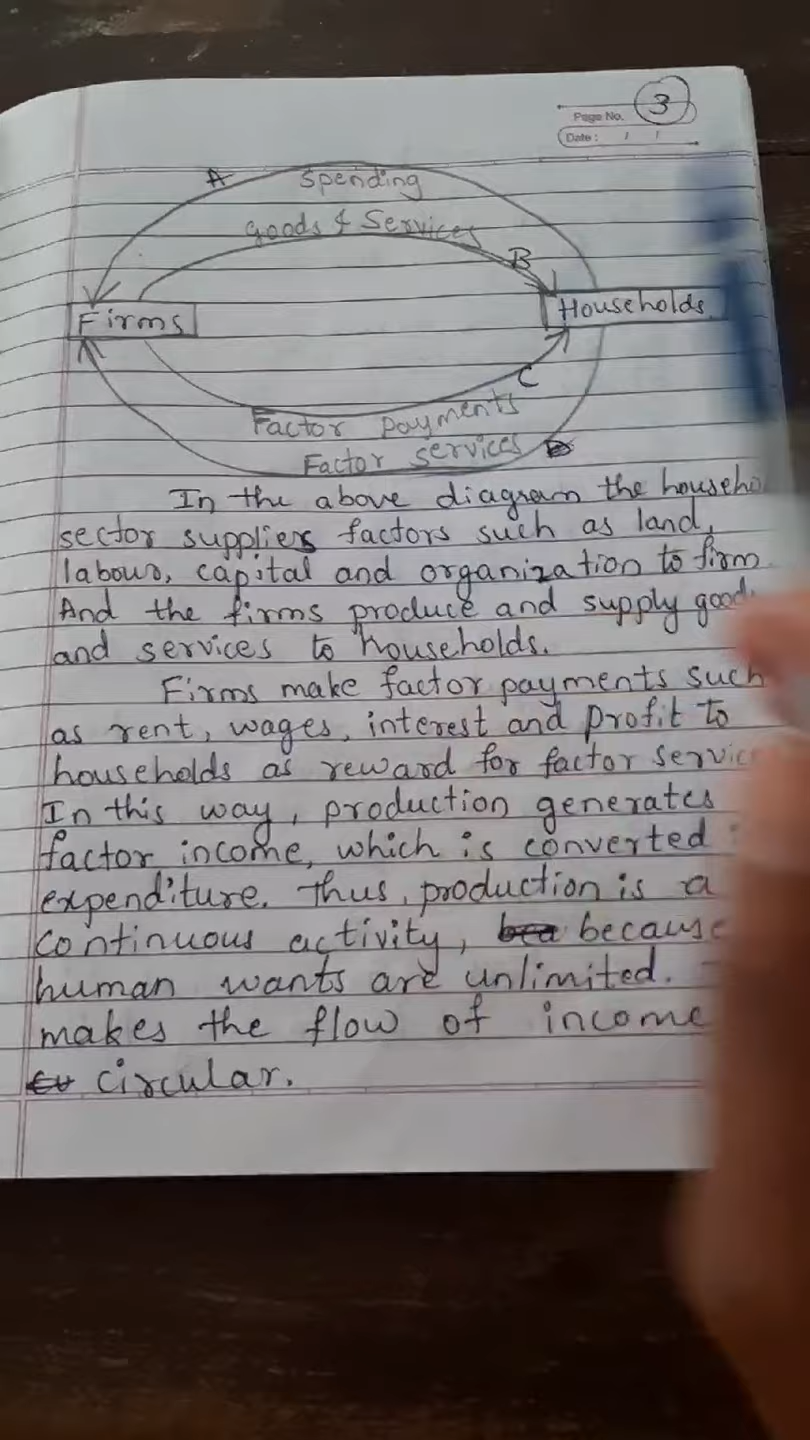 Page No. 3
Date : / /
A Spending
Goods & Services
B
Firms
Households
C
Factor payments
Factor services D
In the above diagram the househo
sector supplies factors such as land,
labour, capital and organization to firm
And the firms produce and supply good
and services to households.
Firms make factor payments such
as rent, wages, interest and profit to
households as reward for factor servic
In this way, production generates
factor income, which is converted
expenditure. Thus, production is a
continuous activity, because
human wants are unlimited.
makes the flow of income
circular.